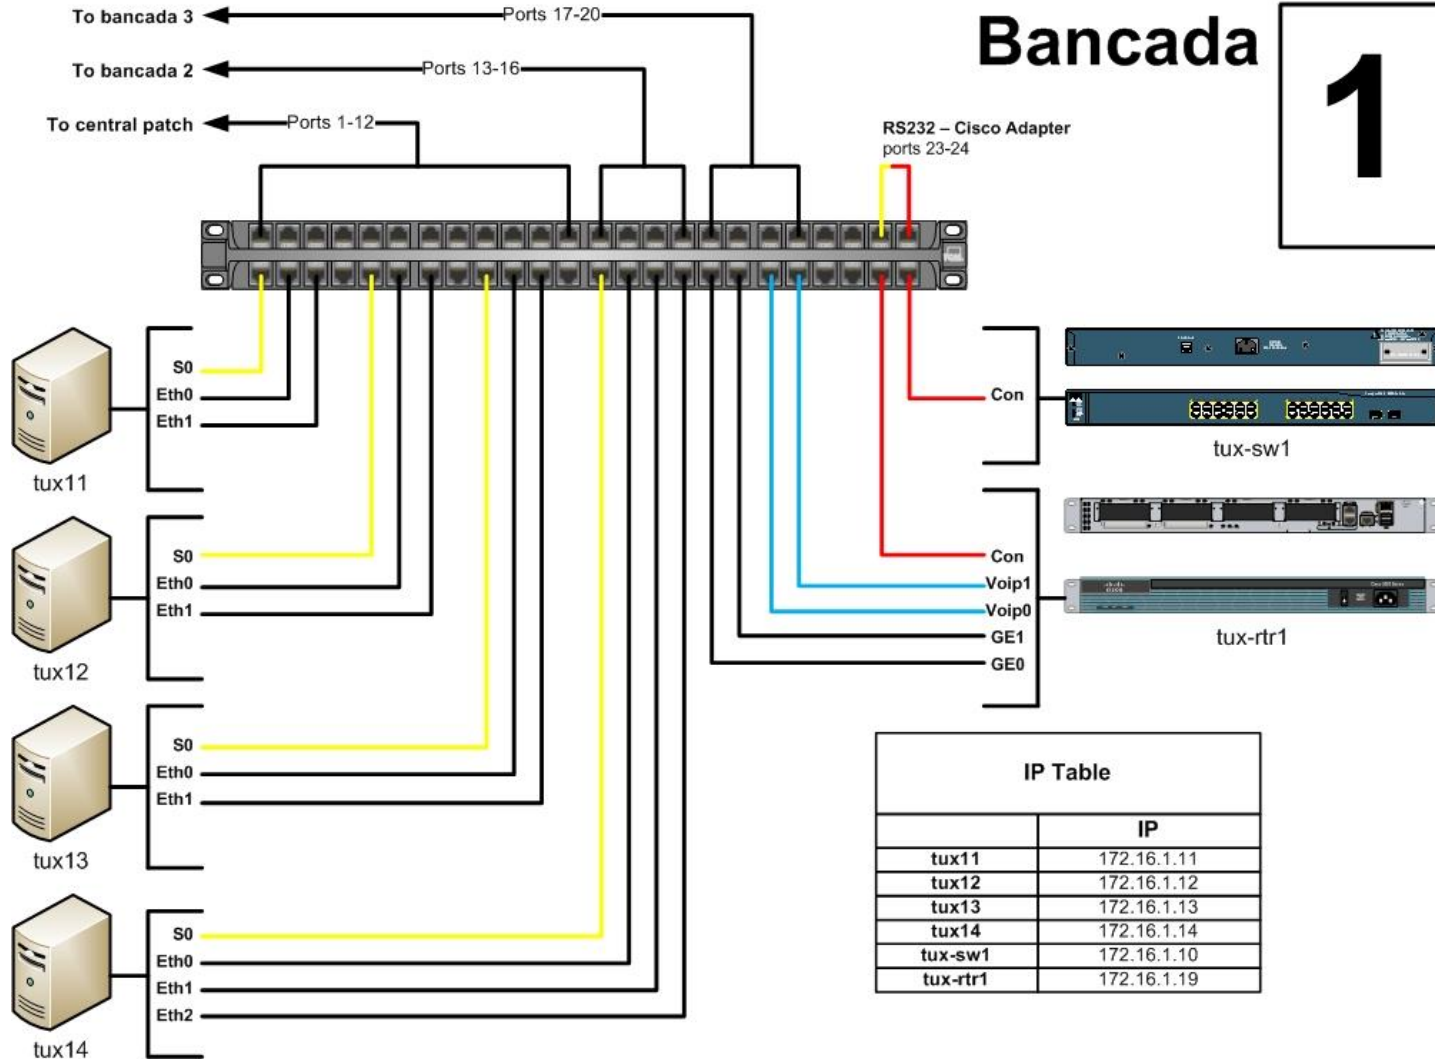 To bancada 3
Ports 17-20
Bancada
1
To bancada 2
Ports 13-16
To central patch
Ports 1-12
RS232 – Cisco Adapter
ports 23-24
S0
Eth0
Eth1
tux11
S0
Eth0
Eth1
tux12
S0
Eth0
Eth1
tux13
S0
Eth0
Eth1
Eth2
tux14
Con
tux-sw1
Con
Voip1
Voip0
GE1
GE0
tux-rtr1
IP Table
IP
tux11 172.16.1.11
tux12 172.16.1.12
tux13 172.16.1.13
tux14 172.16.1.14
tux-sw1 172.16.1.10
tux-rtr1 172.16.1.19